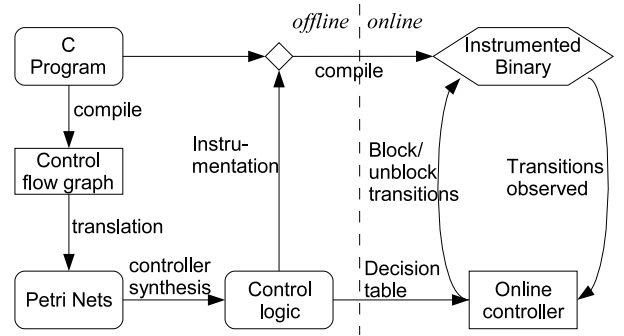 offline
online
C
Program
compile
Instrumented
Binary
compile
Control
flow graph
Instru-
mentation
Block/
unblock
transitions
Transitions
observed
translation
Petri Nets
controller
synthesis
Control
logic
Decision
table
Online
controller